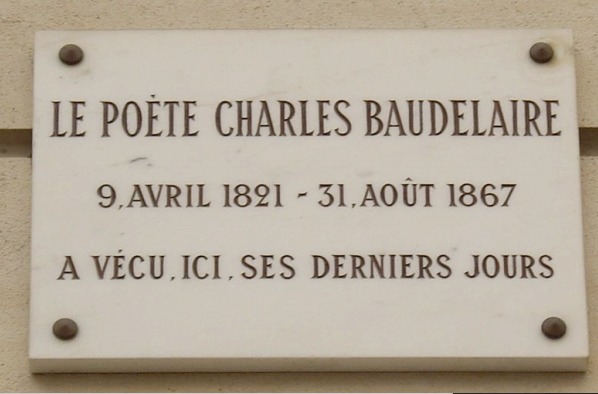 LE POÈTE CHARLES BAUDELAIRE
9, AVRIL 1821 - 31, AOÛT 1867
A VÉCU, ICI, SES DERNIERS JOURS